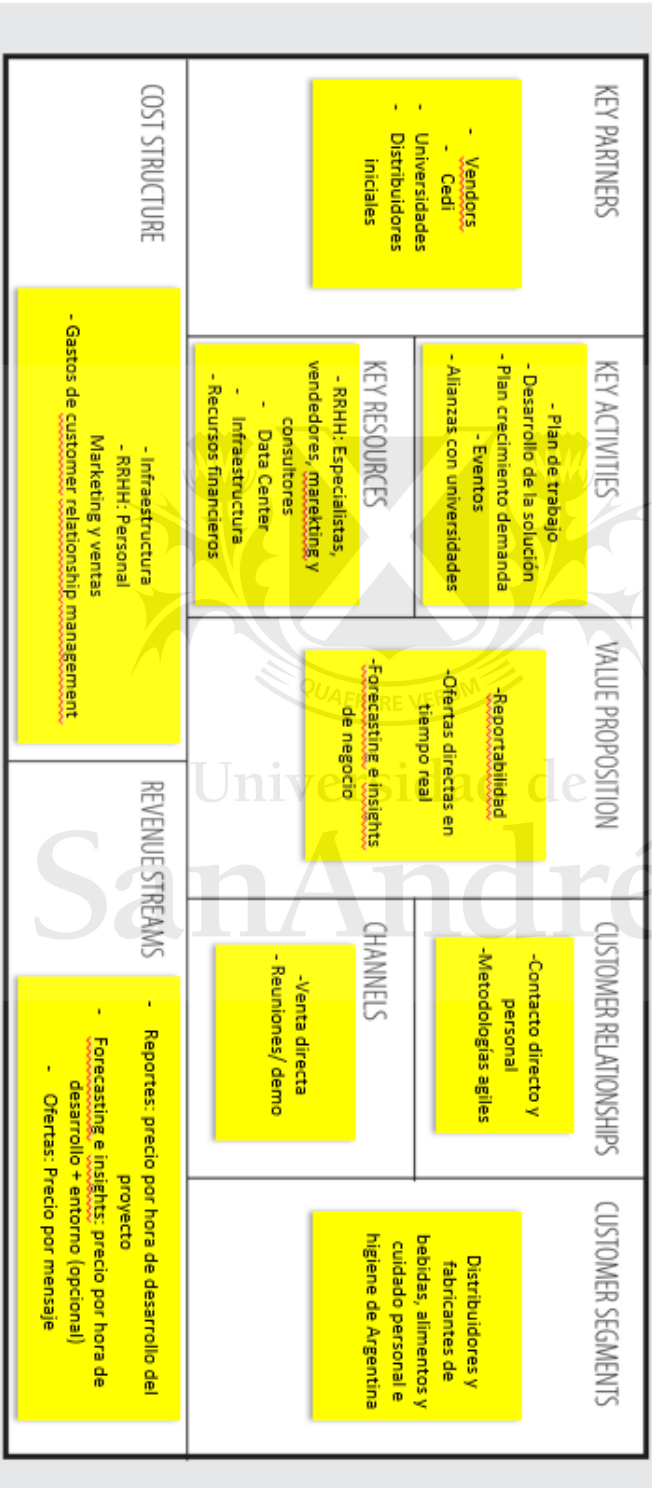 KEY PARTNERS
- Vendors
- Cedi
- Universidades
- Distribuidores
iniciales
KEY ACTIVITIES
- Plan de trabajo
- Desarrollo de la solución
- Plan crecimiento demanda
- Eventos
- Alianzas con universidades
KEY RESOURCES
- RRHH: Especialistas,
vendedores, marekting y
consultores
- Data Center
- Infraestructura
- Recursos financieros
VALUE PROPOSITION
-Reportabilidad
-Ofertas directas en
tiempo real
-Forecasting e insights
de negocio
CUSTOMER RELATIONSHIPS
-Contacto directo y
personal
-Metodologías agiles
CHANNELS
-Venta directa
- Reuniones/ demo
CUSTOMER SEGMENTS
Distribuidores y
fabricantes de
bebidas, alimentos y
cuidado personal e
higiene de Argentina
COST STRUCTURE
- Infraestructura
- RRHH: Personal
Marketing y ventas
- Gastos de customer relationship management
REVENUE STREAMS
- Reportes: precio por hora de desarrollo del
proyecto
- Forecasting e insights: precio por hora de
desarrollo + entorno (opcional)
- Ofertas: Precio por mensaje
QUAERERE VERUM
Universidad de
SanAndré